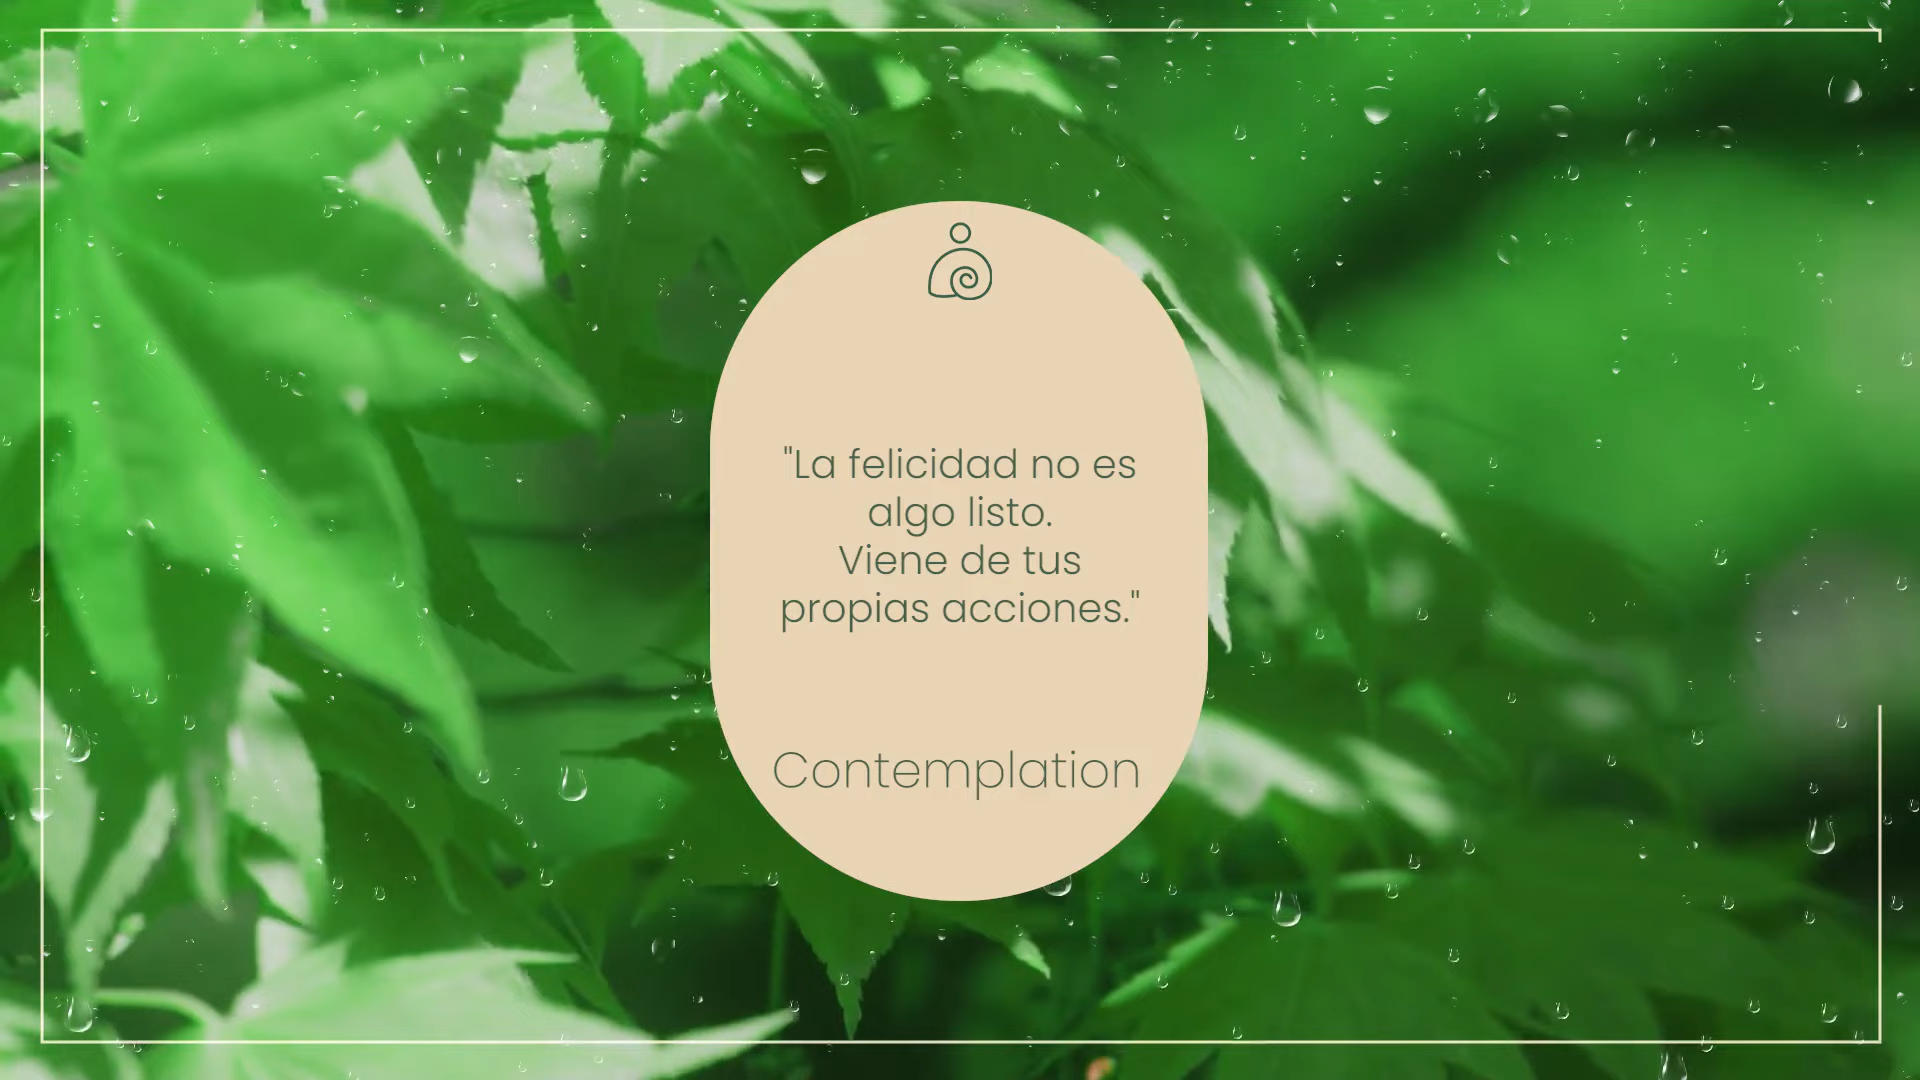 "La felicidad no es
algo listo.
Viene de tus
propias acciones."
Contemplation